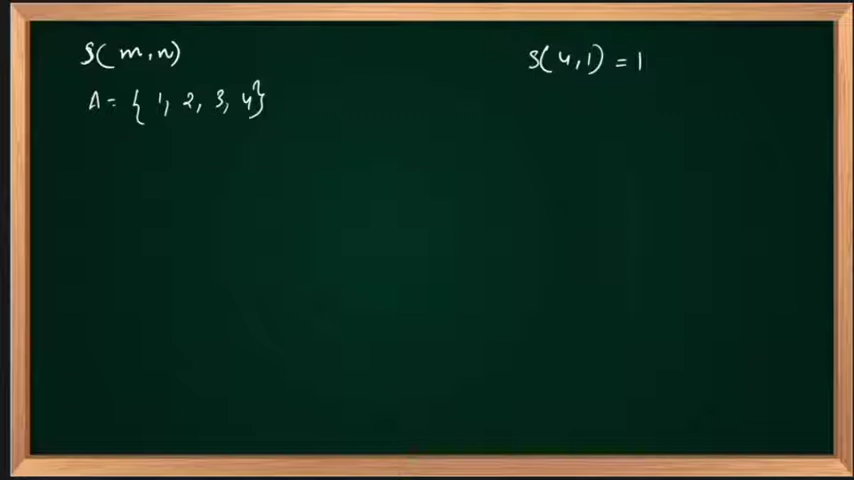 S(m,n)
S(4,1) = 1
A = {1, 2, 3, 4}